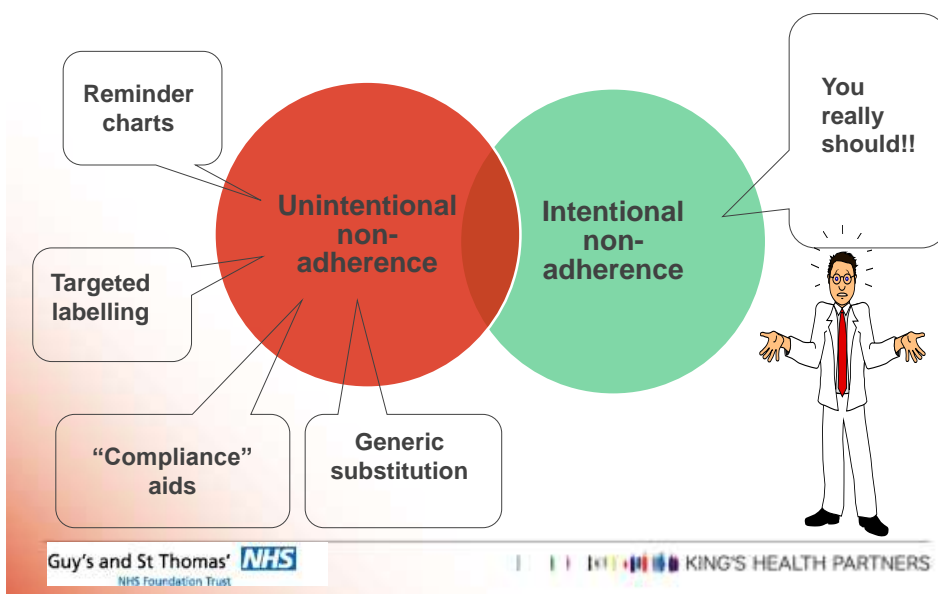 Reminder
charts
You
really
should!!
Unintentional
non-
adherence
Intentional
non-
adherence
Targeted
labelling
“Compliance”
aids
Generic
substitution
Guy's and St Thomas' NHS
NHS Foundation Trust
KING'S HEALTH PARTNERS